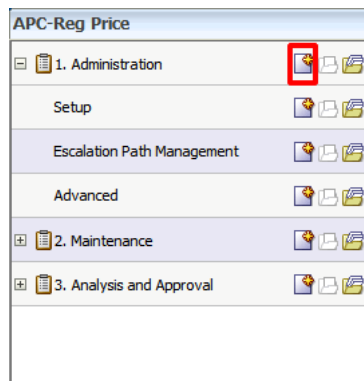 APC-Reg Price
1. Administration
Setup
Escalation Path Management
Advanced
2. Maintenance
3. Analysis and Approval